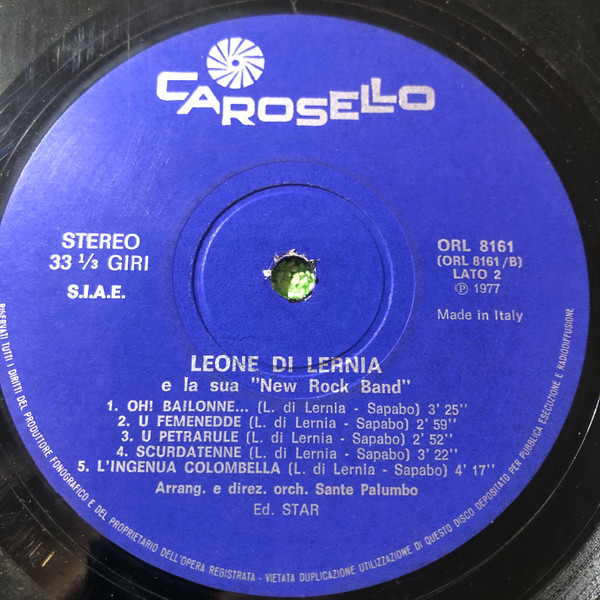 CAROSELLO
STEREO
33 1/3 GIRI
S.I.A.E.
ORL 8161
(ORL 8161/B)
LATO 2
Ⓟ 1977
Made in Italy
LEONE DI LERNIA
e la sua "New Rock Band"
1. OH! BAILONNE... (L. di Lernia - Sapabo) 3'25''
2. U FEMENEDDE (L. di Lernia - Sapabo) 2'59''
3. U PETRARULE (L. di Lernia - Sapabo) 2'52''
4. SCURDATENNE (L. di Lernia - Sapabo) 3'22''
5. L'INGENUA COLOMBELLA (L. di Lernia - Sapabo) 4'17''
Arrang. e direz. orch. Sante Palumbo
Ed. STAR
RISERVATI TUTTI I DIRITTI DEL PRODUTTORE FONOGRAFICO E DEL PROPRIETARIO DELL'OPERA REGISTRATA - VIETATA DUPLICAZIONE UTILIZZAZIONE DI QUESTO DISCO DEPOSITATO PER PUBBLICA ESECUZIONE E RADIODIFFUSIONE